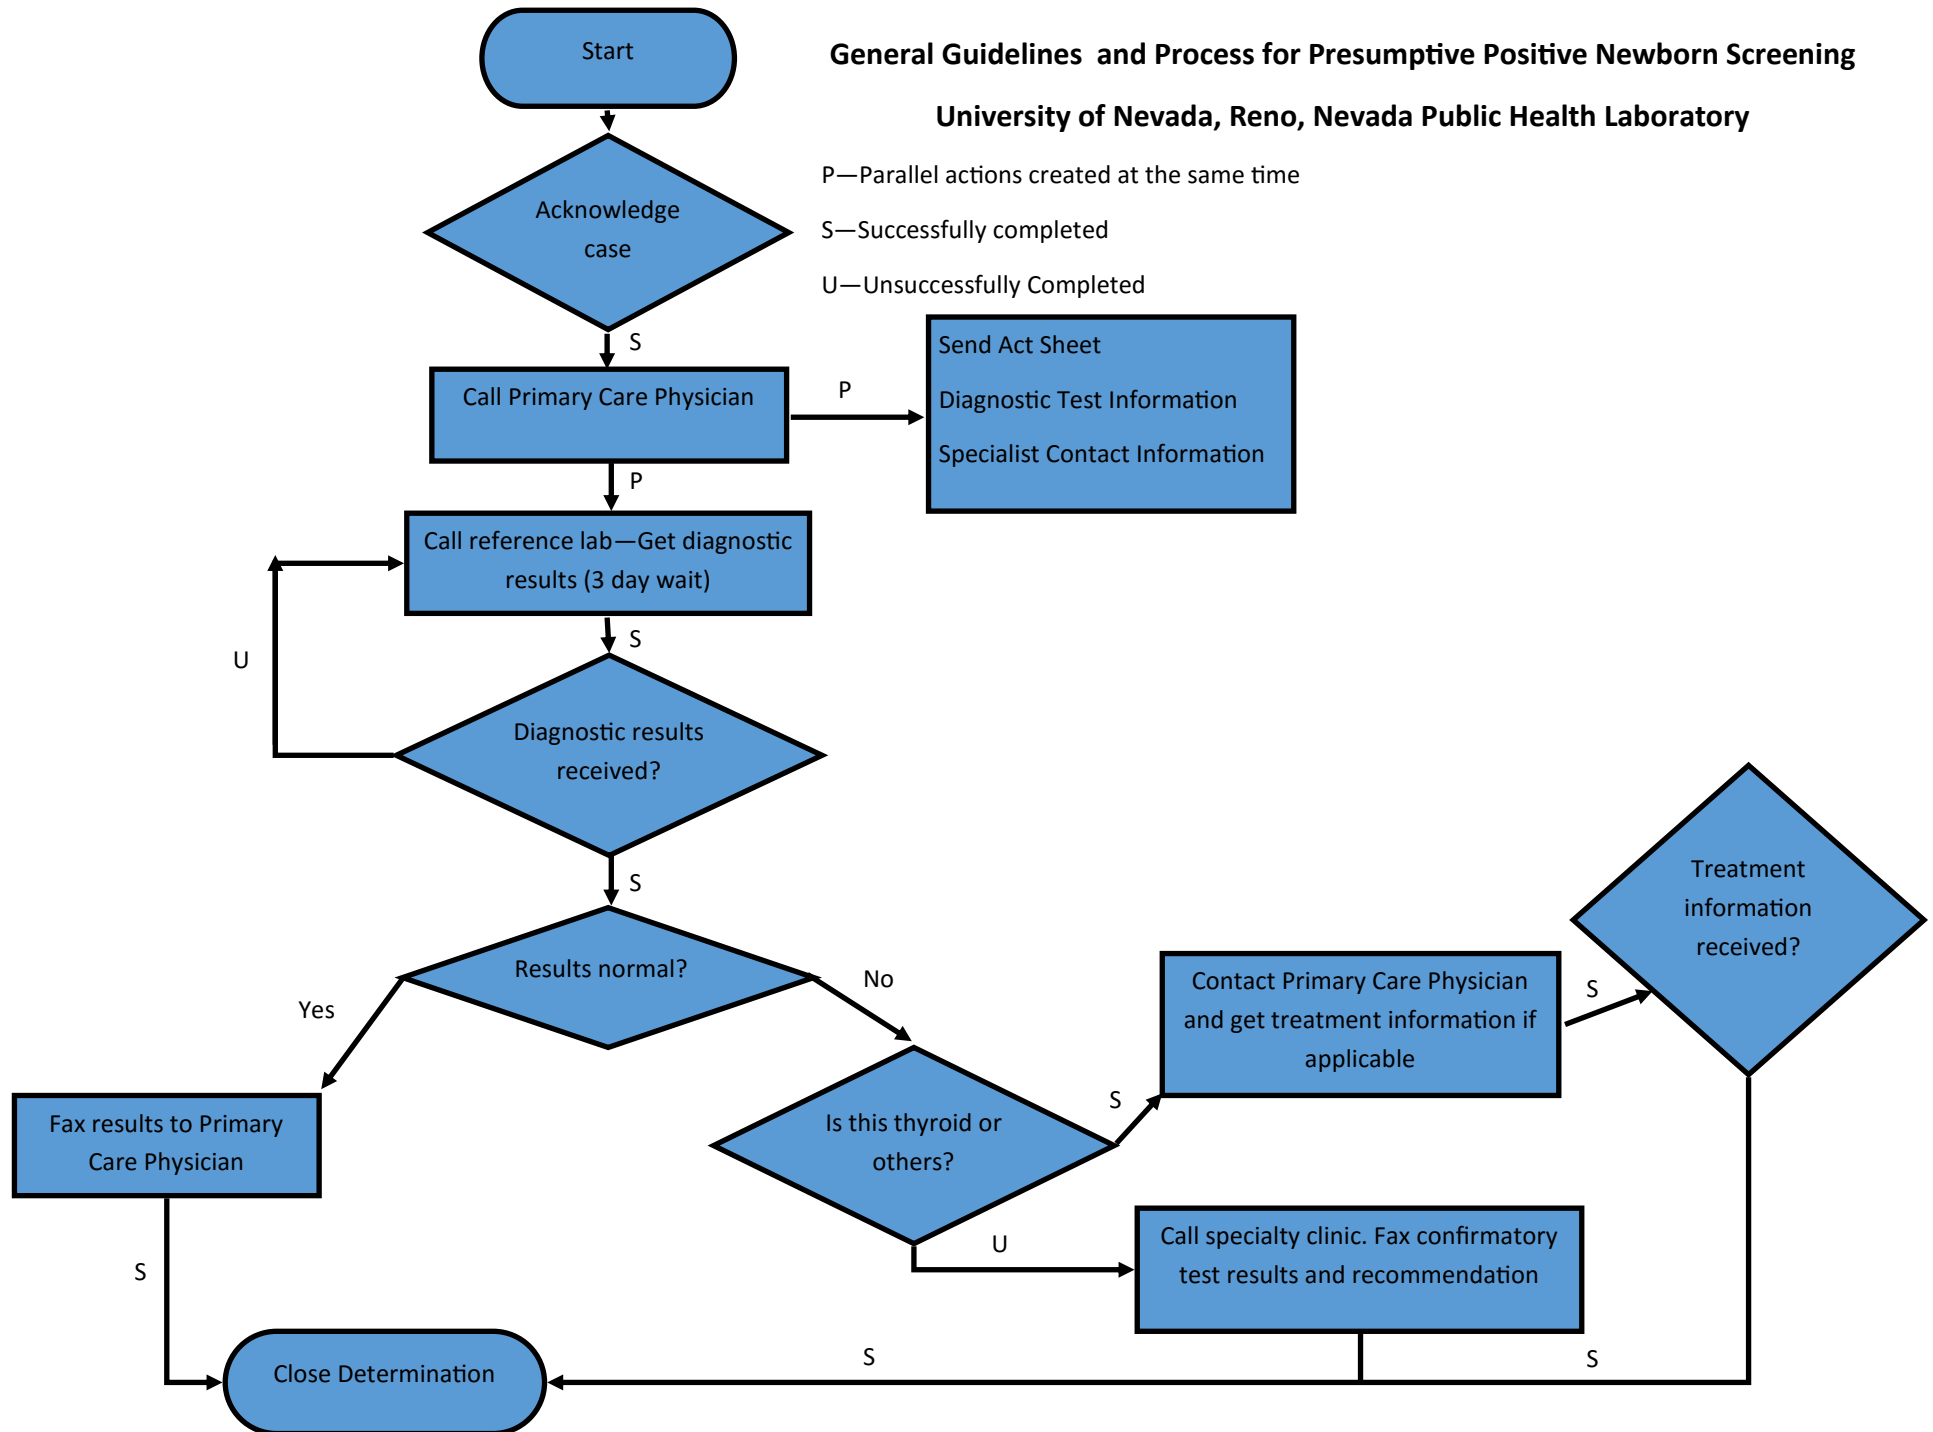 Start
General Guidelines  and Process for Presumptive Positive Newborn Screening
University of Nevada, Reno, Nevada Public Health Laboratory
P—Parallel actions created at the same time
S—Successfully completed
U—Unsuccessfully Completed
Acknowledge
case
S
Call Primary Care Physician
P
Send Act Sheet
Diagnostic Test Information
Specialist Contact Information
P
Call reference lab—Get diagnostic
results (3 day wait)
S
U
Diagnostic results
received?
S
Results normal?
Yes
No
Fax results to Primary
Care Physician
S
Is this thyroid or
others?
S
Contact Primary Care Physician
and get treatment information if
applicable
S
Treatment
information
received?
U
Call specialty clinic. Fax confirmatory
test results and recommendation
S
S
Close Determination